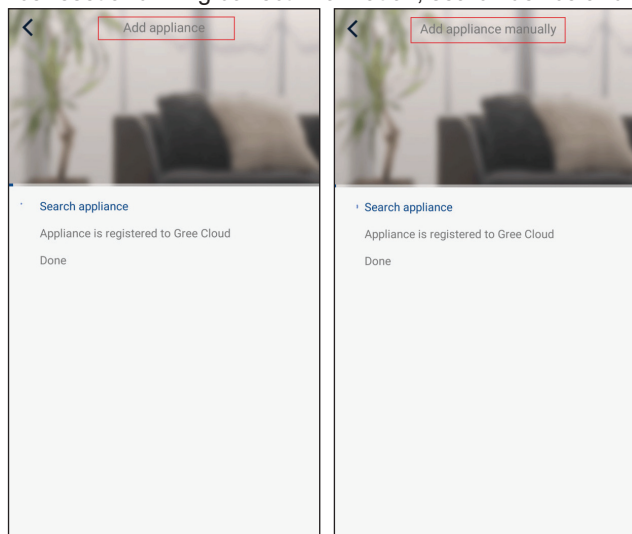 Add appliance
Search appliance
Appliance is registered to Gree Cloud
Done
Add appliance manually
Search appliance
Appliance is registered to Gree Cloud
Done